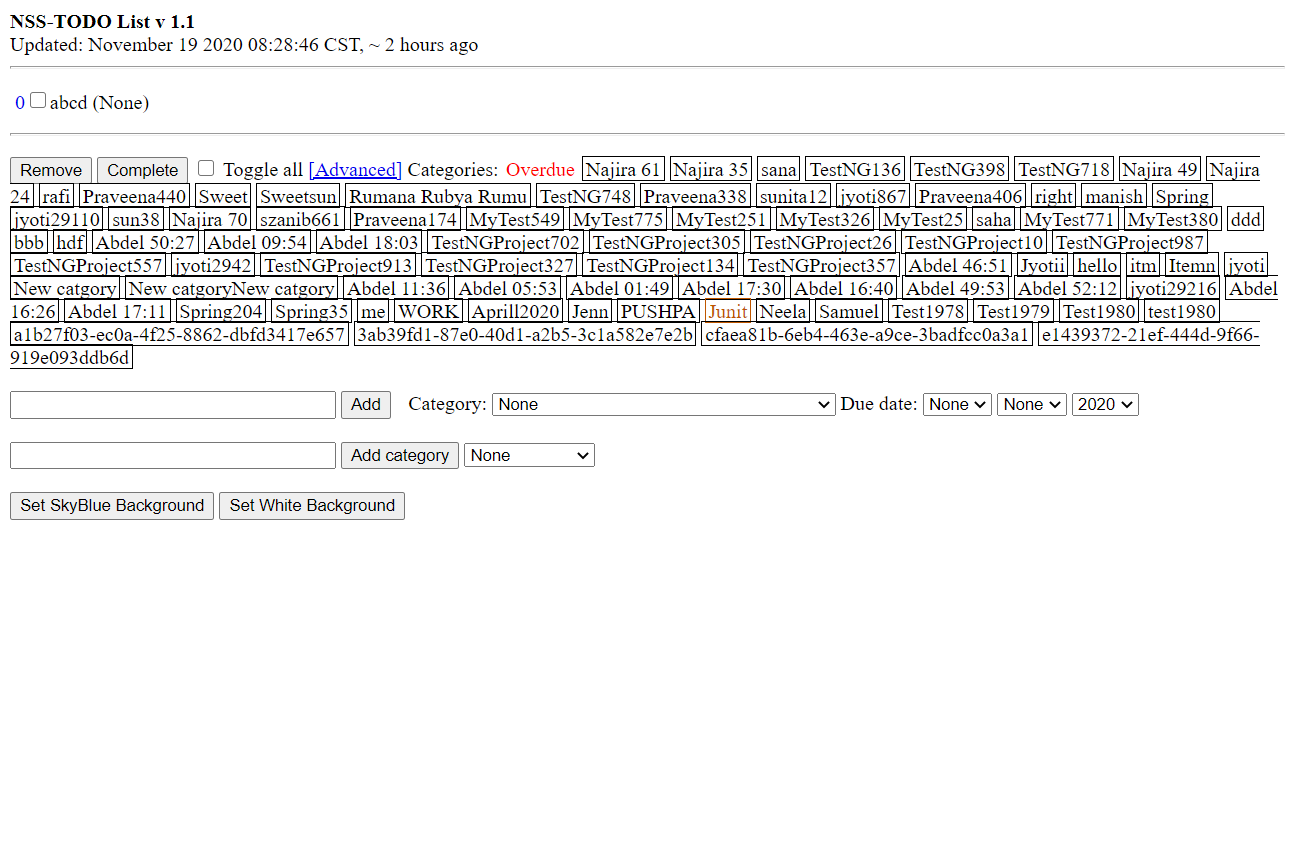 NSS-TODO List v 1.1
Updated: November 19 2020 08:28:46 CST, ~ 2 hours ago
0 abcd (None)
Remove Complete Toggle all [Advanced] Categories: Overdue Najira 61 Najira 35 sana TestNG136 TestNG398 TestNG718 Najira 49 Najira
24 rafi Praveena440 Sweet Sweetsun Rumana Rubya Rumu TestNG748 Praveena338 sunita12 jyoti867 Praveena406 right manish Spring
jyoti29110 sun38 Najira 70 szanib661 Praveena174 MyTest549 MyTest775 MyTest251 MyTest326 MyTest25 saha MyTest771 MyTest380 ddd
bbb hdf Abdel 50:27 Abdel 09:54 Abdel 18:03 TestNGProject702 TestNGProject305 TestNGProject26 TestNGProject10 TestNGProject987
TestNGProject557 jyoti2942 TestNGProject913 TestNGProject327 TestNGProject134 TestNGProject357 Abdel 46:51 Jyotii hello itm Itemn jyoti
New catgory New catgoryNew catgory Abdel 11:36 Abdel 05:53 Abdel 01:49 Abdel 17:30 Abdel 16:40 Abdel 49:53 Abdel 52:12 jyoti29216 Abdel
16:26 Abdel 17:11 Spring204 Spring35 me WORK Aprill2020 Jenn PUSHPA Junit Neela Samuel Test1978 Test1979 Test1980 test1980
a1b27f03-ec0a-4f25-8862-dbfd3417e657 3ab39fd1-87e0-40d1-a2b5-3c1a582e7e2b cfaea81b-6eb4-463e-a9ce-3badfcc0a3a1 e1439372-21ef-444d-9f66-
919e093ddb6d
Add Category: None Due date: None None 2020
Add category None
Set SkyBlue Background Set White Background